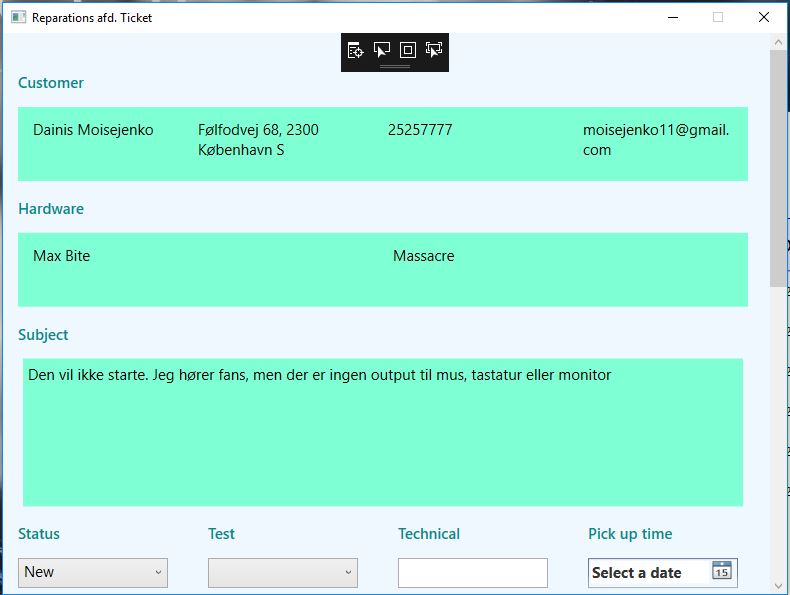 Reparations afd. Ticket
Customer
Dainis Moisejenko
Følfodvej 68, 2300
København S
25257777
moisejenko11@gmail.
com
Hardware
Max Bite
Massacre
Subject
Den vil ikke starte. Jeg hører fans, men der er ingen output til mus, tastatur eller monitor
Status
Test
Technical
Pick up time
New
Select a date
15